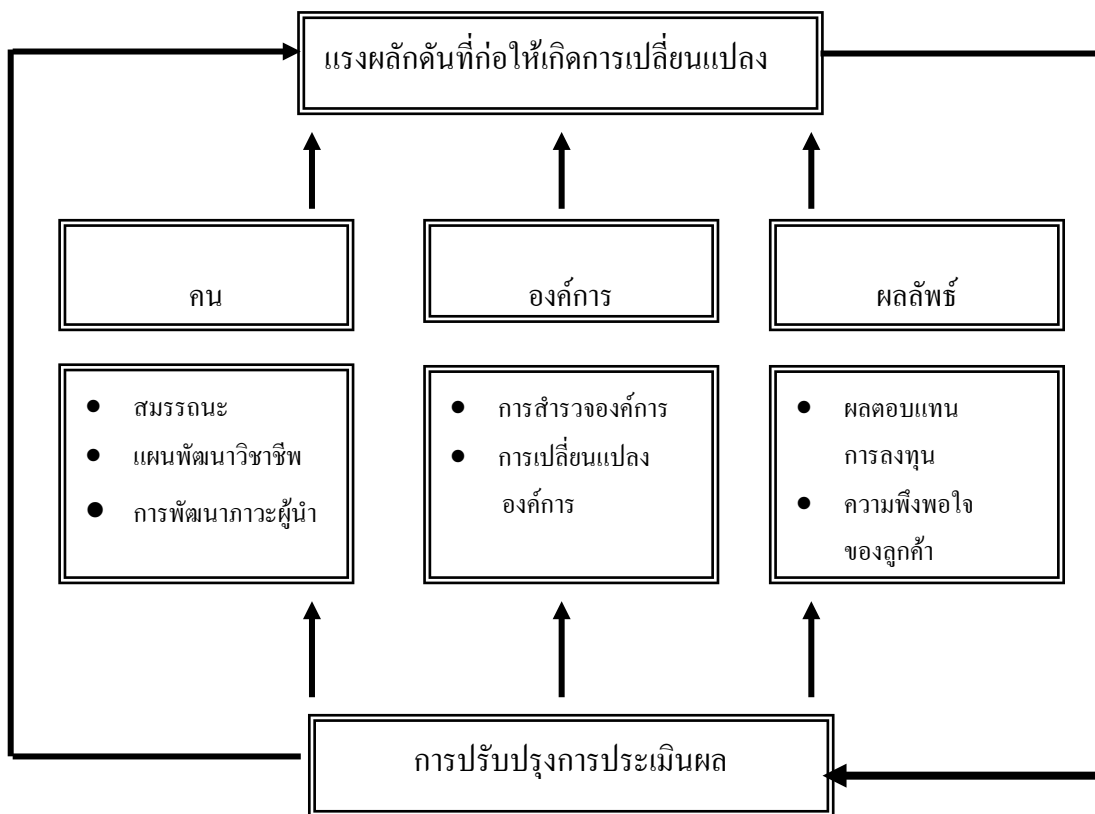 แรงผลักดันที่ก่อให้เกิดการเปลี่ยนแปลง
คน
องค์การ
ผลลัพธ์
• สมรรถนะ
• แผนพัฒนาวิชาชีพ
• การพัฒนาภาวะผู้นำ
• การสำรวจองค์การ
• การเปลี่ยนแปลง
องค์การ
• ผลตอบแทน
การลงทุน
• ความพึงพอใจ
ของลูกค้า
การปรับปรุงการประเมินผล